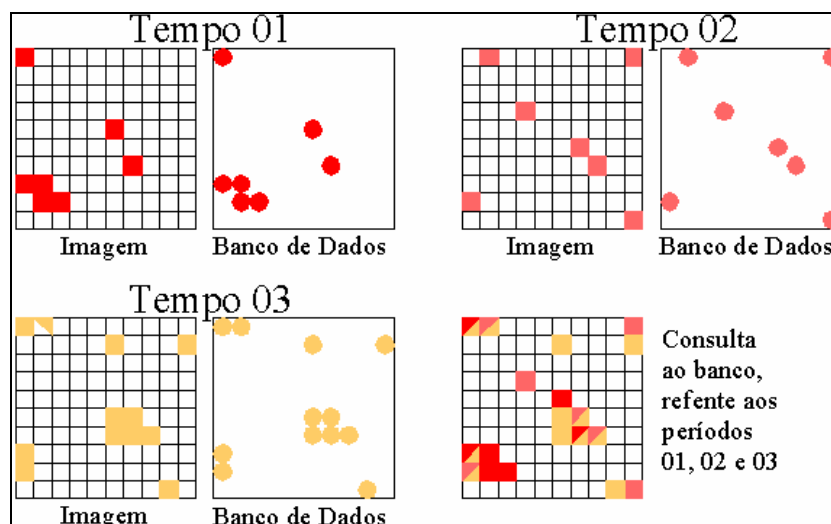 Tempo 01
Imagem
Banco de Dados
Tempo 02
Imagem
Banco de Dados
Tempo 03
Imagem
Banco de Dados
Consulta
ao banco,
refente aos
períodos
01, 02 e 03